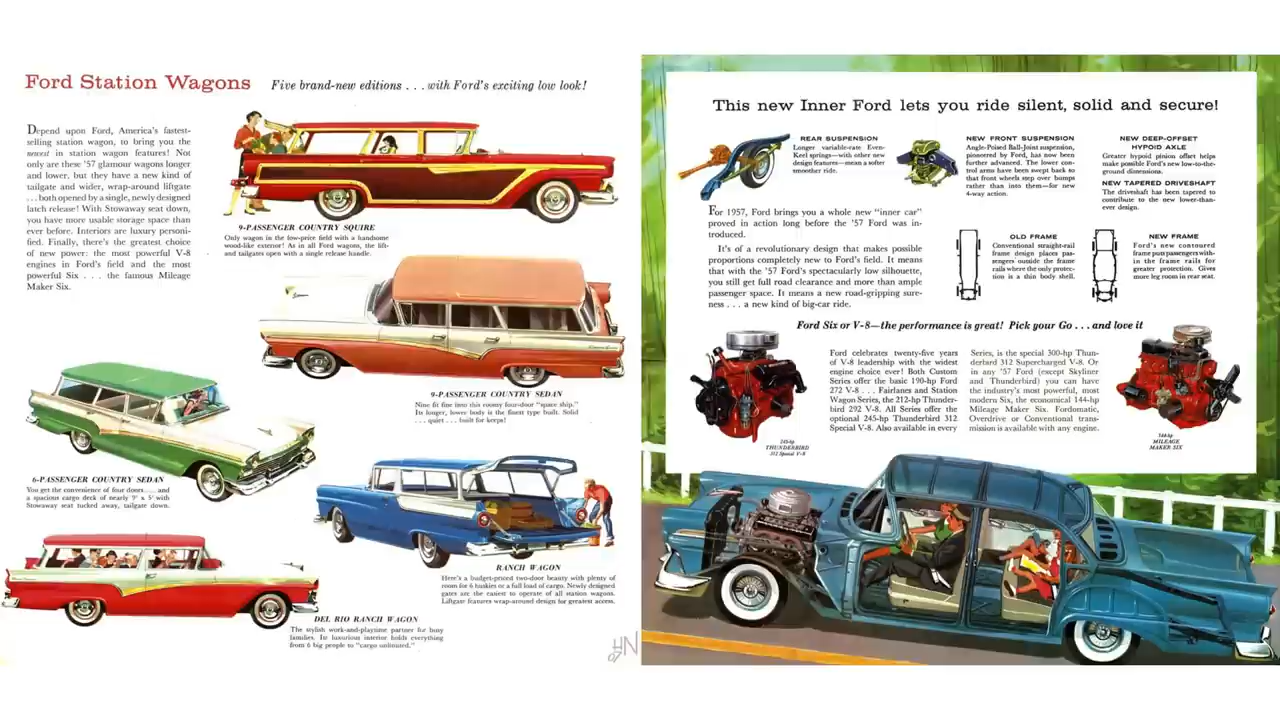 Ford Station Wagons
Five brand-new editions . . . with Ford's exciting low look!
Depend upon Ford, America's fastest-
selling station wagon, to bring you the
newest in station wagon features! Not
only are these '57 glamour wagons longer
and lower, but they have a new kind of
tailgate and wider, wrap-around liftgate
. . . both opened by a single, newly designed
latch release! With Stowaway seat down,
you have more usable storage space than
ever before. Interiors are luxury personi-
fied. Finally, there's the greatest choice
of new power: the most powerful V-8
engines in Ford's field and the most
powerful Six . . . the famous Mileage
Maker Six.
9-PASSENGER COUNTRY SQUIRE
Only wagon in the low-price field with a handsome
wood-like exterior! As in all Ford wagons, the lift-
and tailgates open with a single release handle.
9-PASSENGER COUNTRY SEDAN
Nine fit fine into this roomy four-door "space ship."
Its longer, lower body is the finest type built. Solid
. . . quiet . . . built for keeps!
6-PASSENGER COUNTRY SEDAN
You get the convenience of four doors . . . and
a spacious cargo deck of nearly 9' x 5' with
Stowaway seat tucked away, tailgate down.
RANCH WAGON
Here's a budget-priced two-door beauty with plenty of
room for 6 huskies or a full load of cargo. Newly designed
gates are the easiest to operate of all station wagons.
Liftgate features wrap-around design for greatest access.
DEL RIO RANCH WAGON
The stylish work-and-playtime partner for busy
families. Its luxurious interior holds everything
from 6 big people to "cargo unlimited."
This new Inner Ford lets you ride silent, solid and secure!
REAR SUSPENSION
Longer variable-rate Even-
Keel springs—with other new
design features—mean a softer
smoother ride.
NEW FRONT SUSPENSION
Angle-Poised Ball-Joint suspension,
pioneered by Ford, has now been
further advanced. The lower con-
trol arms have been swept back so
that front wheels step over bumps
rather than into them—for new
4-way action.
NEW DEEP-OFFSET
HYPOID AXLE
Greater hypoid pinion offset helps
make possible Ford's new low-to-the-
ground dimensions.
NEW TAPERED DRIVESHAFT
The driveshaft has been tapered to
contribute to the new lower-than-
ever design.
For 1957, Ford brings you a whole new "inner car"
proved in action long before the '57 Ford was in-
troduced.
It's of a revolutionary design that makes possible
proportions completely new to Ford's field. It means
that with the '57 Ford's spectacularly low silhouette,
you still get full road clearance and more than ample
passenger space. It means a new road-gripping sure-
ness . . . a new kind of big-car ride.
OLD FRAME
Conventional straight-rail
frame design places pas-
sengers outside the frame
rails where the only protec-
tion is a thin body shell.
NEW FRAME
Ford's new contoured
frame puts passengers with-
in the frame rails for
greater protection. Gives
more leg room in rear seat.
Ford Six or V-8—the performance is great! Pick your Go . . . and love it
Ford celebrates twenty-five years
of V-8 leadership with the widest
engine choice ever! Both Custom
Series offer the basic 190-hp Ford
272 V-8 . . . Fairlane and Station
Wagon Series, the 212-hp Thunder-
bird 292 V-8. All Series offer the
optional 245-hp Thunderbird 312
Special V-8. Also available in every
Series, is the special 300-hp Thun-
derbird 312 Supercharged V-8. Or
in any '57 Ford (except Skyliner
and Thunderbird) you can have
the industry's most powerful, most
modern Six, the economical 144-hp
Mileage Maker Six. Fordomatic,
Overdrive or Conventional trans-
mission is available with any engine.
245-hp
THUNDERBIRD
312 Special V-8
144-hp
MILEAGE
MAKER SIX